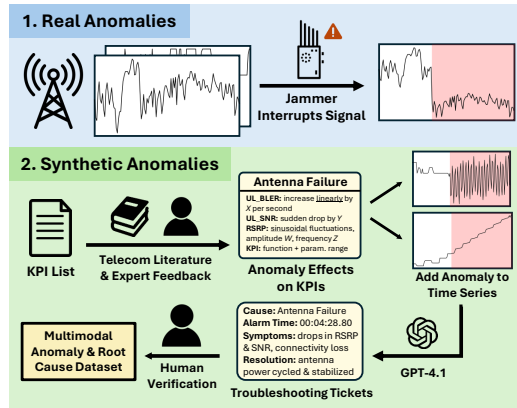 1. Real Anomalies
Jammer
Interrupts Signal
2. Synthetic Anomalies
KPI List
Telecom Literature
& Expert Feedback
Antenna Failure
UL_BLER: increase linearly by
X per second
UL_SNR: sudden drop by Y
RSRP: sinusoidal fluctuations,
amplitude W, frequency Z
KPI: function + param. range
Anomaly Effects
on KPIs
Add Anomaly to
Time Series
GPT-4.1
Cause: Antenna Failure
Alarm Time: 00:04:28.80
Symptoms: drops in RSRP
& SNR, connectivity loss
Resolution: antenna
power cycled & stabilized
Troubleshooting Tickets
Human
Verification
Multimodal
Anomaly & Root
Cause Dataset